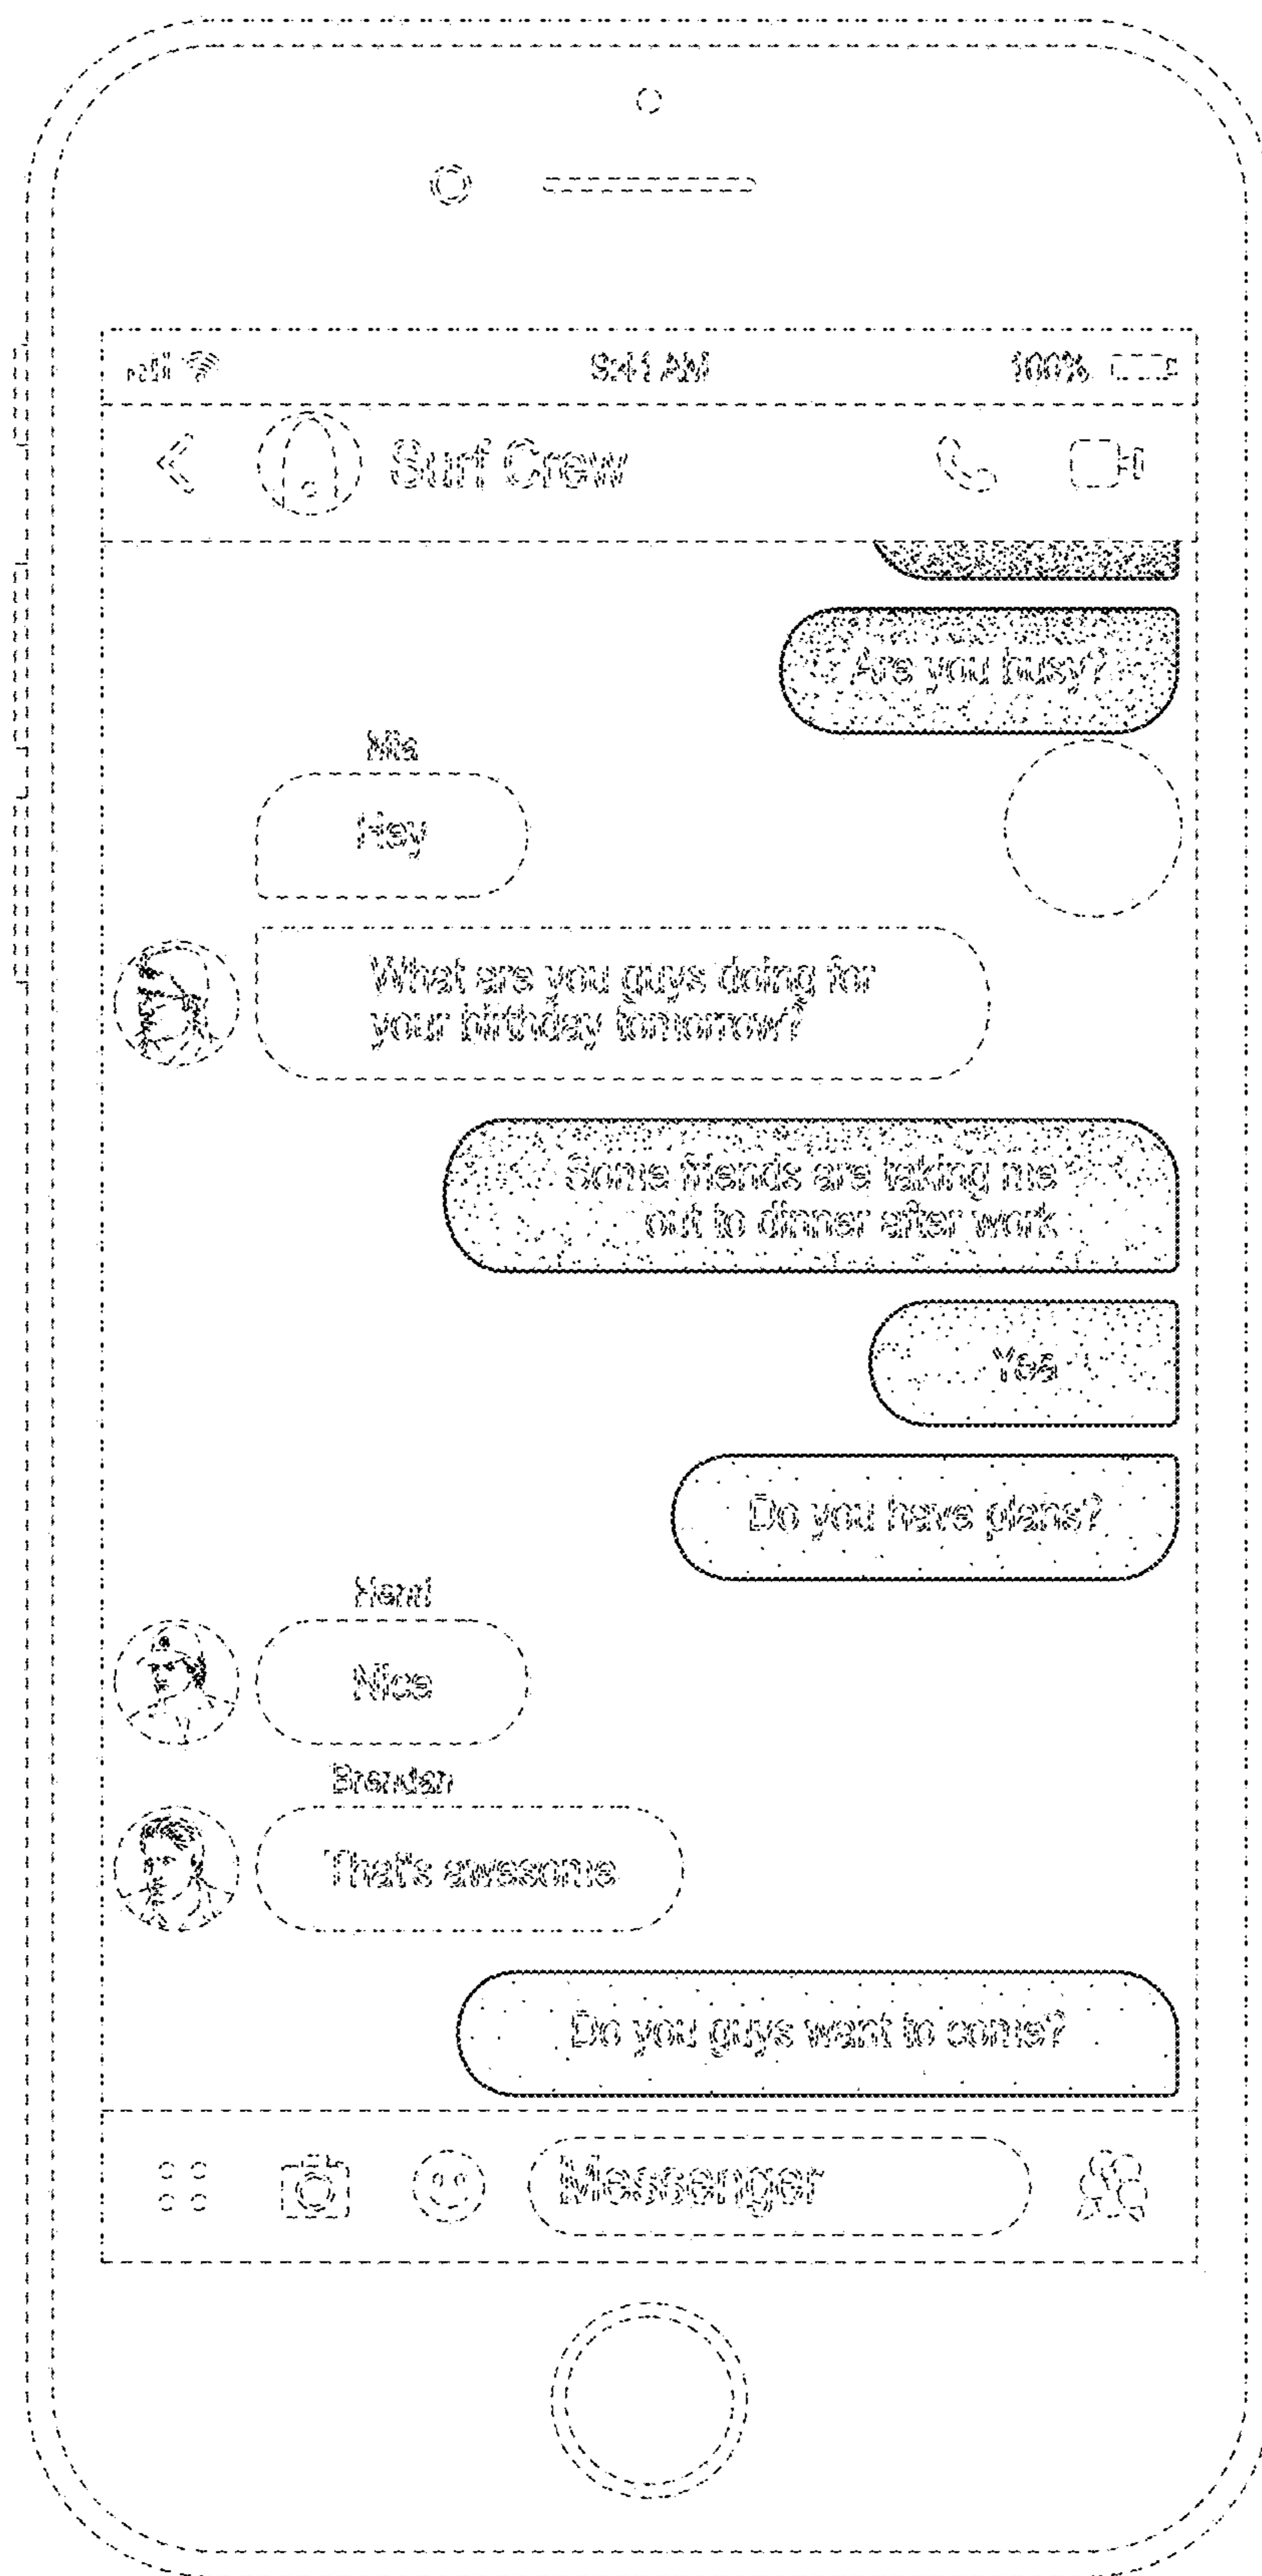 9:41 AM 100%
Surf Crew
Are you busy?
Mia
Hey
What are you guys doing for
your birthday tomorrow?
Some friends are taking me
out to dinner after work
Yes
Do you have plans?
Henri
Nice
Brendan
That's awesome
Do you guys want to come?
Messenger